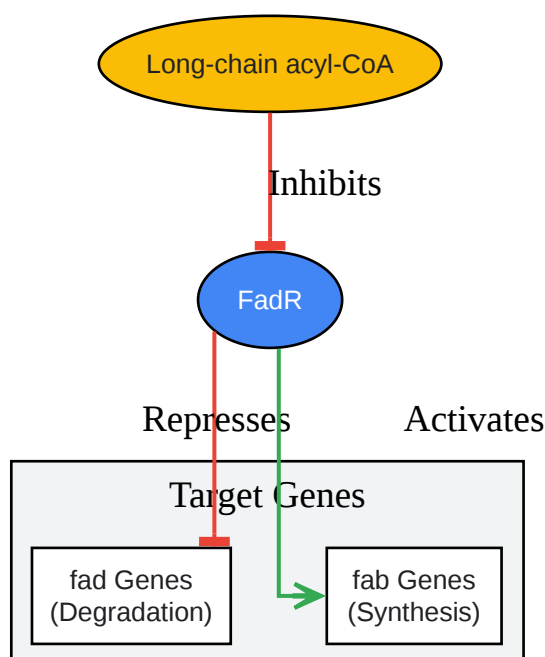 Long-chain acyl-CoA
Inhibits
FadR
Represses
Activates
Target Genes
fad Genes
(Degradation)
fab Genes
(Synthesis)